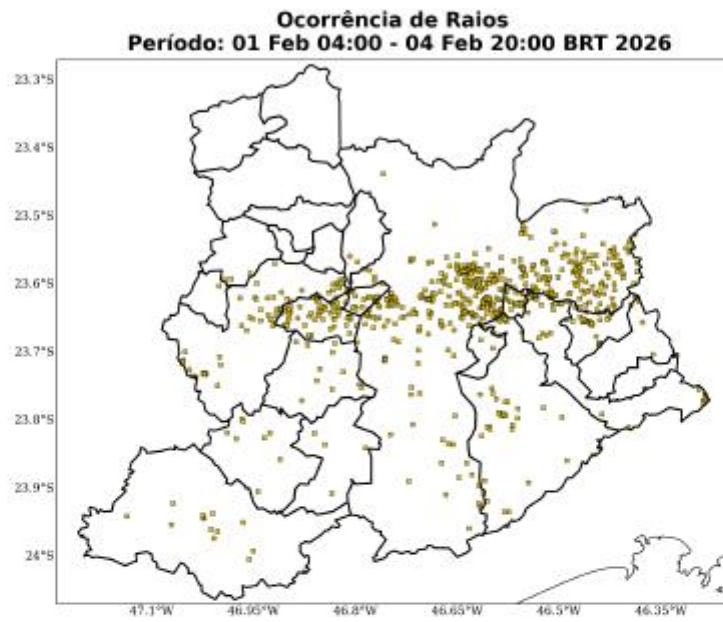 Ocorrência de Raios
Período: 01 Feb 04:00 - 04 Feb 20:00 BRT 2026
23.3°S
23.4°S
23.5°S
23.6°S
23.7°S
23.8°S
23.9°S
24°S
47.1°W 46.95°W 46.8°W 46.65°W 46.5°W 46.35°W